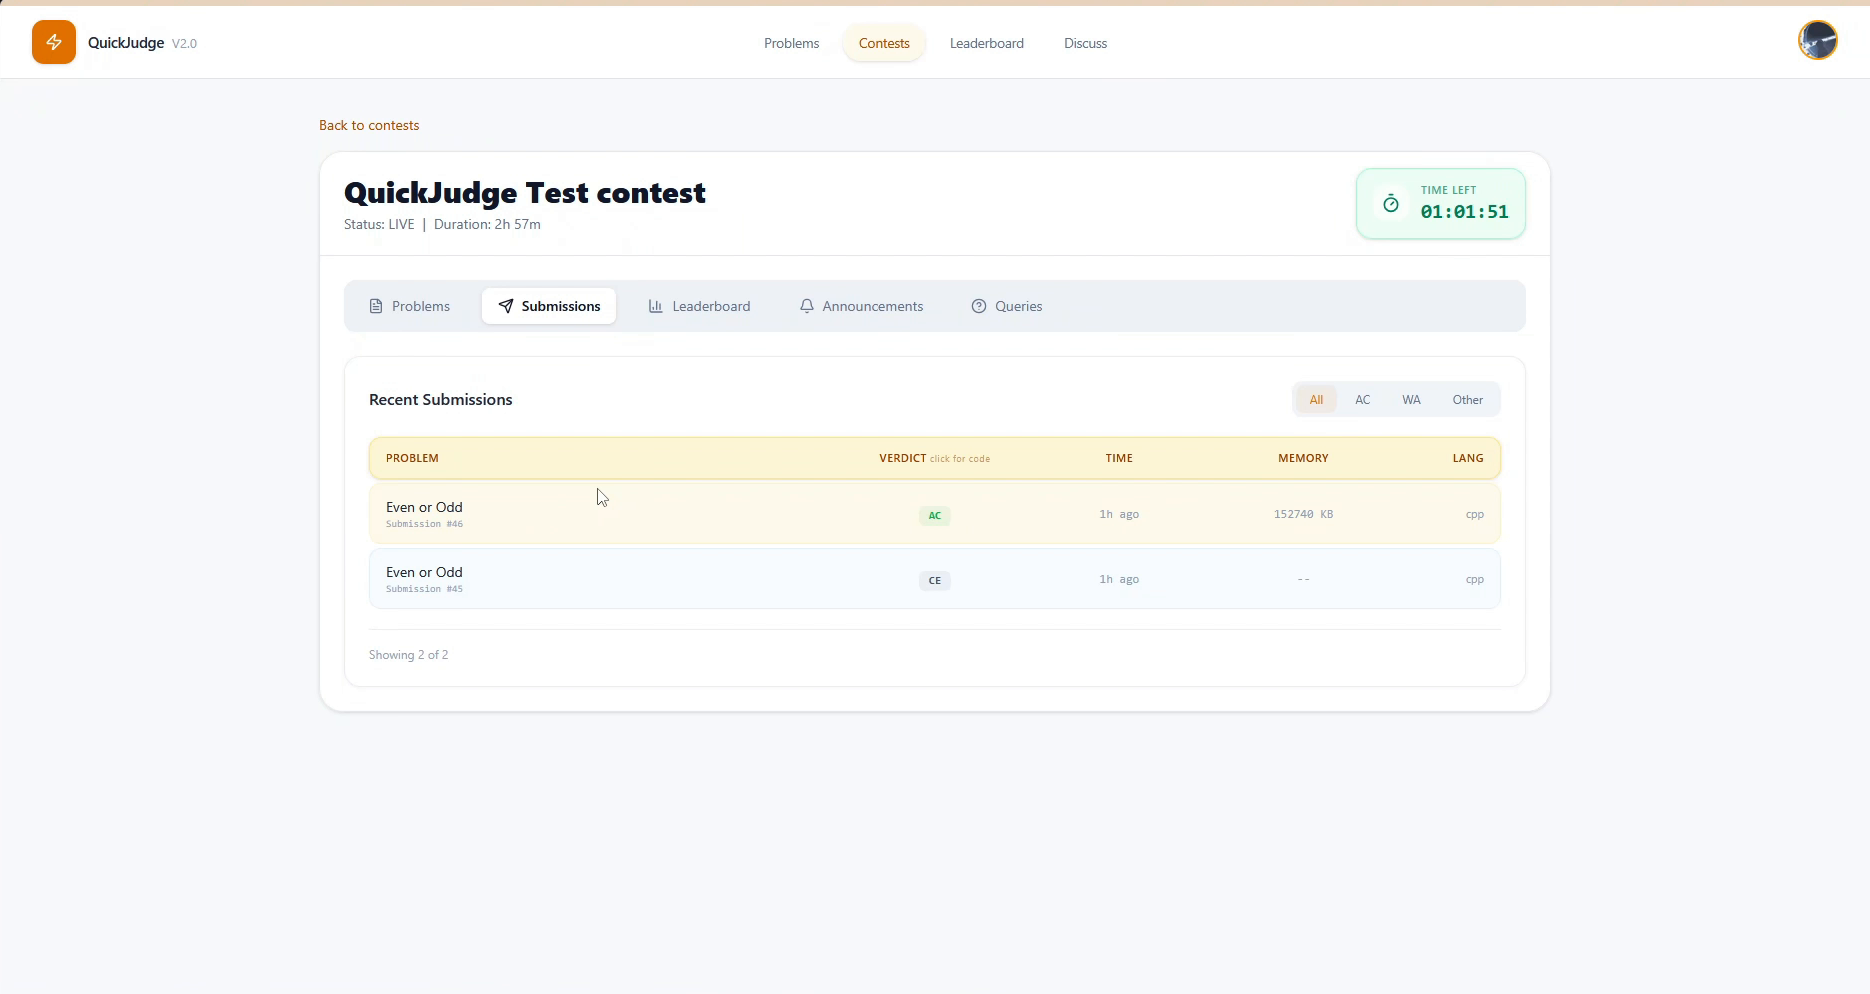 QuickJudge V2.0
Problems Contests Leaderboard Discuss
Back to contests
QuickJudge Test contest
Status: LIVE | Duration: 2h 57m
TIME LEFT
01:01:51
Problems Submissions Leaderboard Announcements Queries
Recent Submissions
All AC WA Other
PROBLEM VERDICT click for code TIME MEMORY LANG
Even or Odd
Submission #46
AC 1h ago 152740 KB cpp
Even or Odd
Submission #45
CE 1h ago -- cpp
Showing 2 of 2